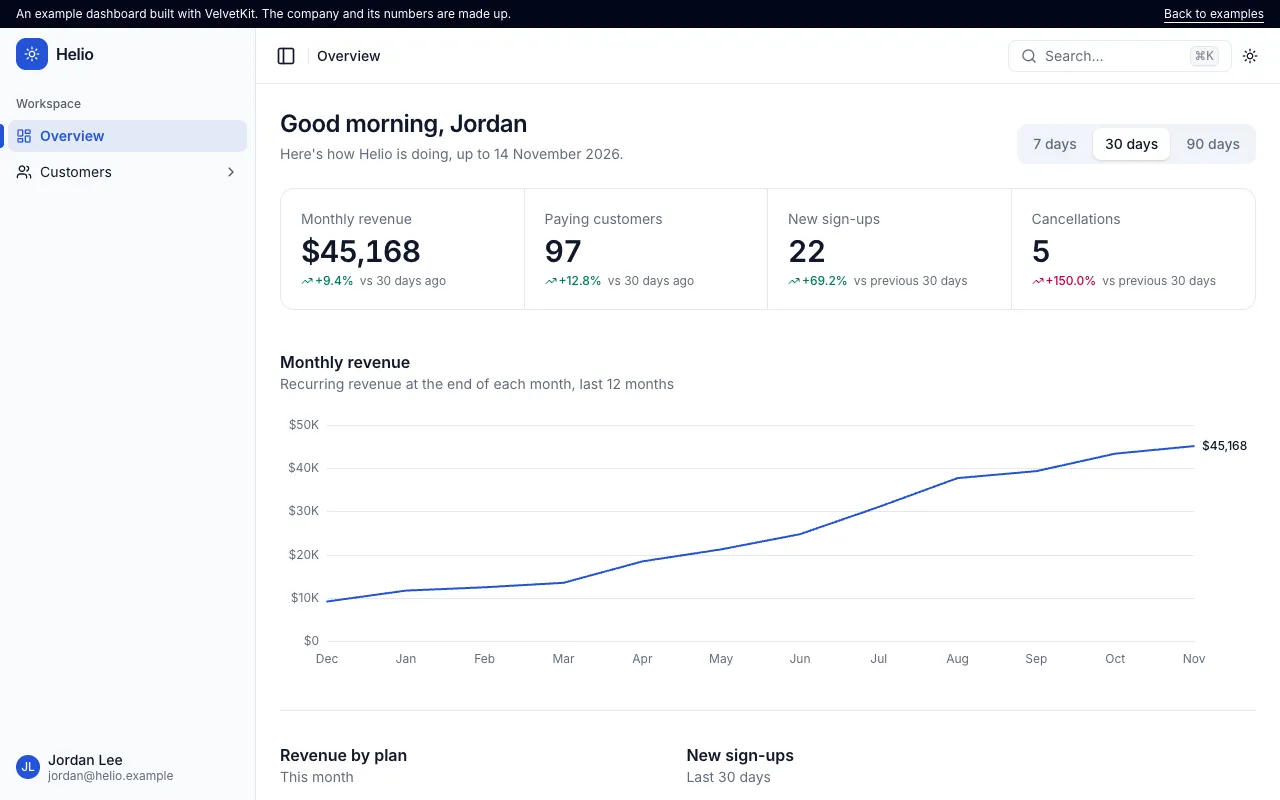 An example dashboard built with VelvetKit. The company and its numbers are made up.
Back to examples
Helio
Overview
Search...
⌘K
Workspace
Overview
Customers
Good morning, Jordan
Here's how Helio is doing, up to 14 November 2026.
7 days
30 days
90 days
Monthly revenue
$45,168
+9.4% vs 30 days ago
Paying customers
97
+12.8% vs 30 days ago
New sign-ups
22
+69.2% vs previous 30 days
Cancellations
5
+150.0% vs previous 30 days
Monthly revenue
Recurring revenue at the end of each month, last 12 months
$50K
$40K
$30K
$20K
$10K
$0
$45,168
Dec Jan Feb Mar Apr May Jun Jul Aug Sep Oct Nov
Revenue by plan
This month
New sign-ups
Last 30 days
JL
Jordan Lee
jordan@helio.example